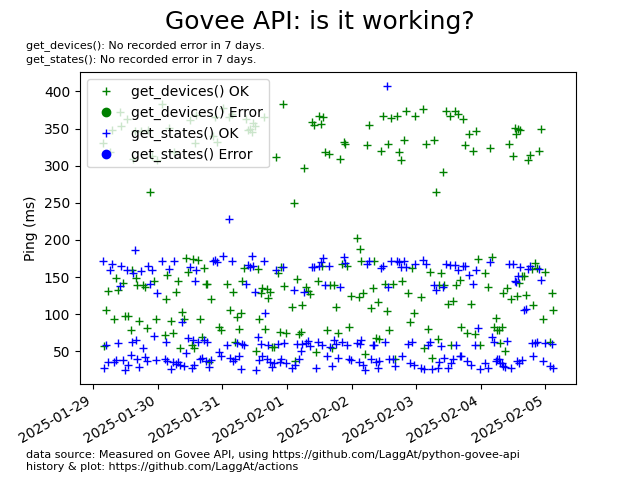 Govee API: is it working?
get_devices(): No recorded error in 7 days.
get_states(): No recorded error in 7 days.
get_devices() OK
get_devices() Error
get_states() OK
get_states() Error
Ping (ms)
400
350
300
250
200
150
100
50
2025-01-29
2025-01-30
2025-01-31
2025-02-01
2025-02-02
2025-02-03
2025-02-04
2025-02-05
data source: Measured on Govee API, using https://github.com/LaggAt/python-govee-api
history & plot: https://github.com/LaggAt/actions